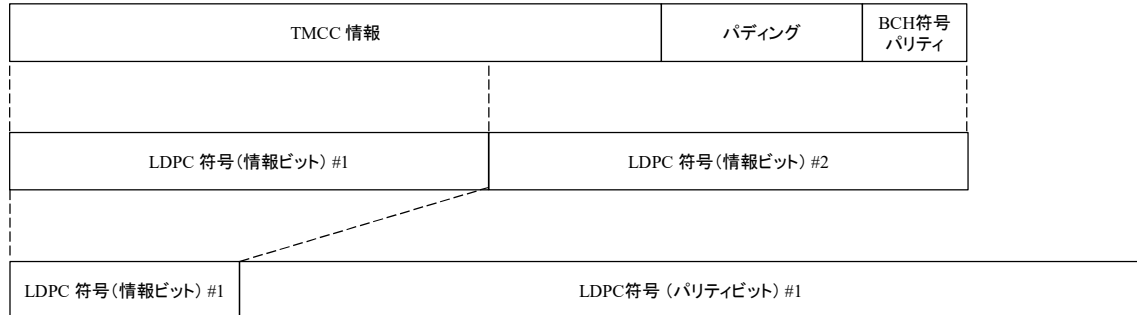 TMCC 情報
パディング
BCH符号
パリティ
LDPC 符号（情報ビット） #1
LDPC 符号（情報ビット） #2
LDPC 符号（情報ビット） #1
LDPC符号 （パリティビット） #1